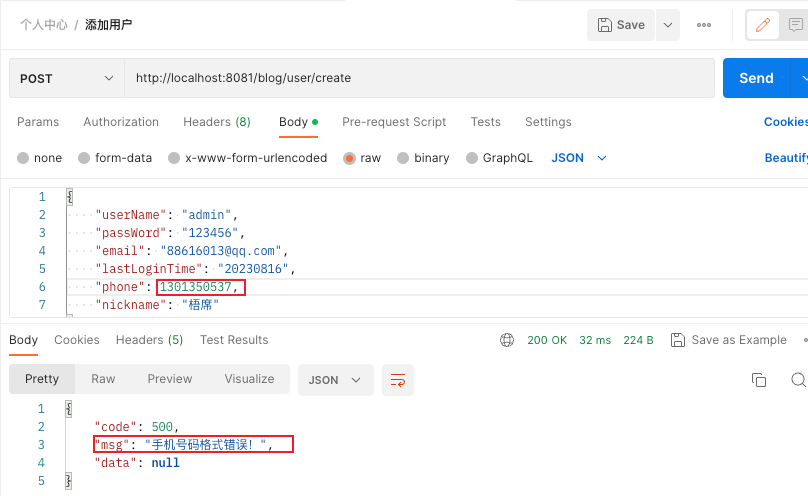 个人中心 / 添加用户
Save
POST http://localhost:8081/blog/user/create Send
Params Authorization Headers (8) Body Pre-request Script Tests Settings Cookies
none form-data x-www-form-urlencoded raw binary GraphQL JSON Beautify
1 {
2 "userName": "admin",
3 "passWord": "123456",
4 "email": "88616013@qq.com",
5 "lastLoginTime": "20230816",
6 "phone": 1301350537,
7 "nickname": "梧席"
Body Cookies Headers (5) Test Results 200 OK 32 ms 224 B Save as Example
Pretty Raw Preview Visualize JSON
1 {
2 "code": 500,
3 "msg": "手机号码格式错误！",
4 "data": null
5 }